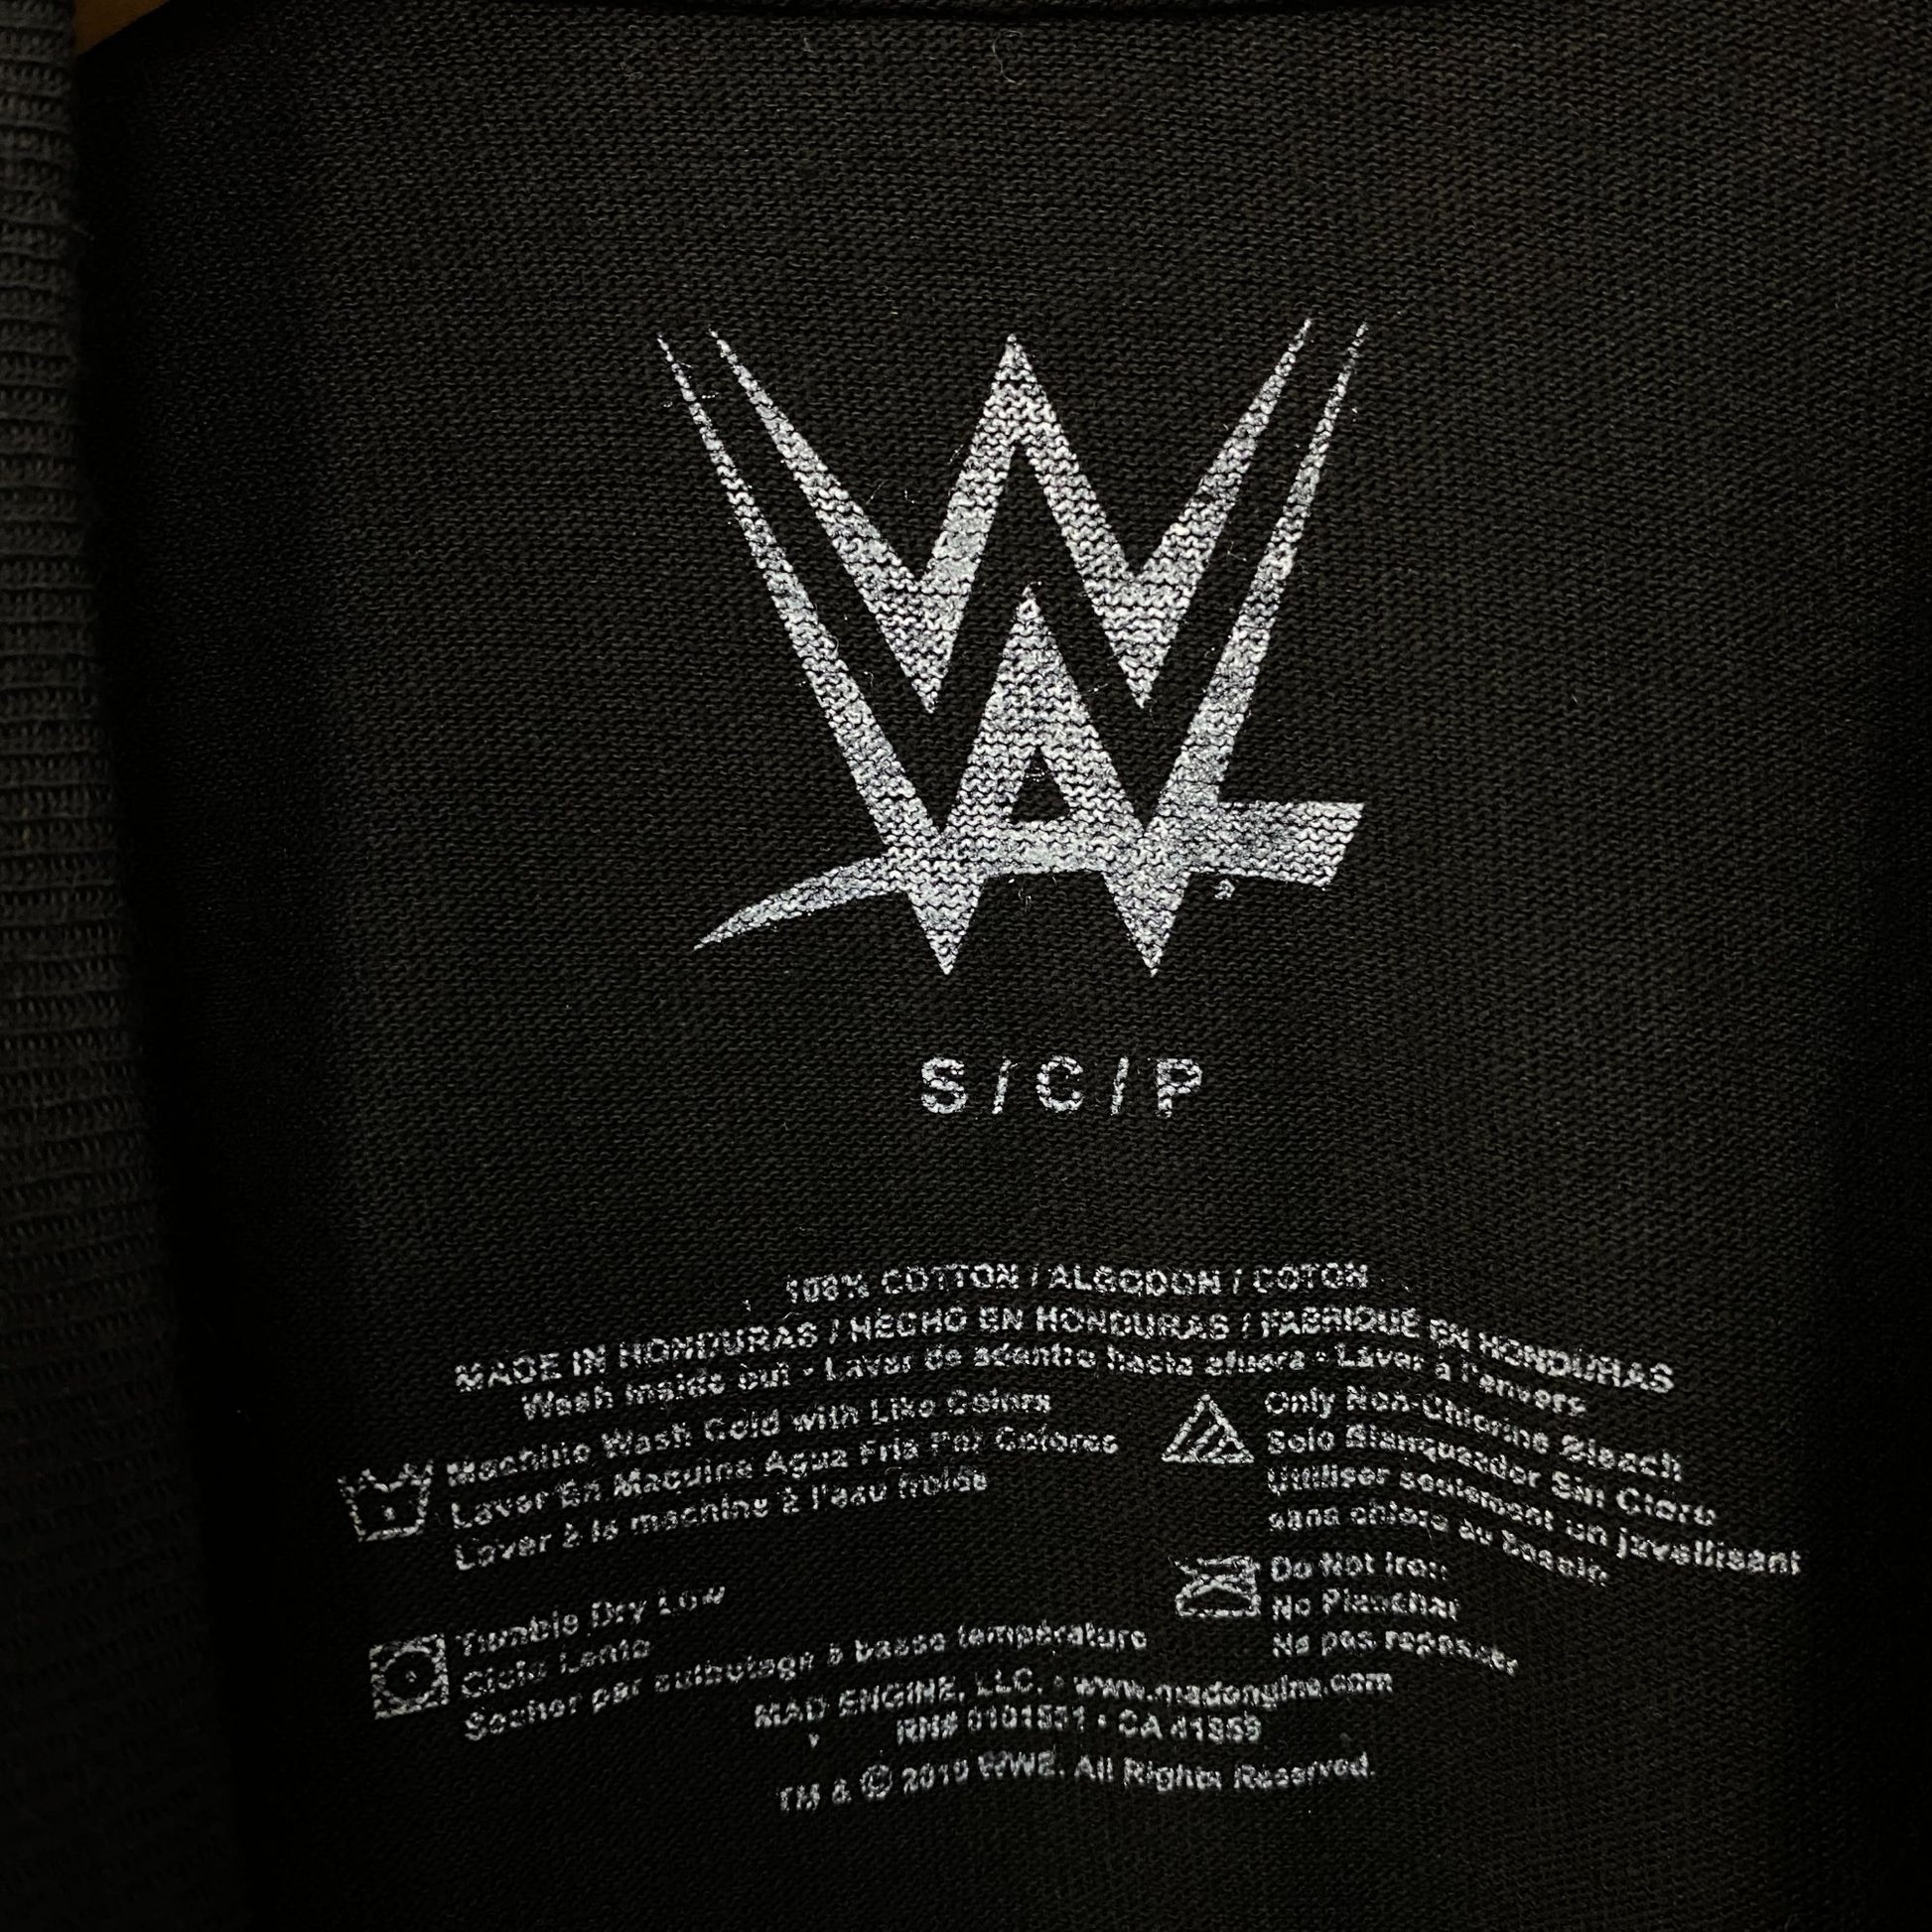 S / C / P
100% COTTON / ALGODON / COTON
MADE IN HONDURAS / HECHO EN HONDURAS / FABRIQUÉ EN HONDURAS
Wash inside out • Lavar de adentro hacia afuera • Laver à l'envers
Machine Wash Cold with Like Colors
Lavar En Maquina Agua Fria Por Colores
Laver à la machine à l'eau froide
Only Non-Chlorine Bleach
Solo Blanqueador Sin Cloro
Utiliser seulement un javellisant
sans chlore au besoin
Tumble Dry Low
Ciclo Lento
Secher par culbutage à basse température
Do Not Iron
No Planchar
Ne pas repasser
MAD ENGINE, LLC. • www.madengine.com
RN# 0101531 • CA 41859
TM & © WWE. All Rights Reserved.